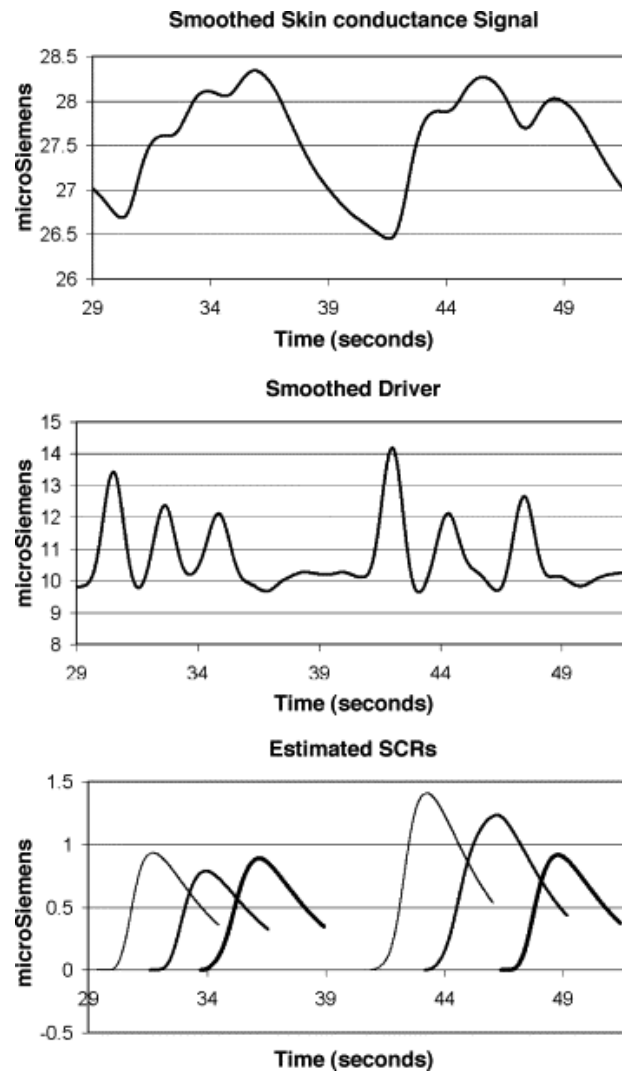 Smoothed Skin conductance Signal
28.5
28
27.5
27
26.5
26
microSiemens
29 34 39 44 49
Time (seconds)
Smoothed Driver
15
14
13
12
11
10
9
8
microSiemens
29 34 39 44 49
Time (seconds)
Estimated SCRs
1.5
1
0.5
0
-0.5
microSiemens
29 34 39 44 49
Time (seconds)